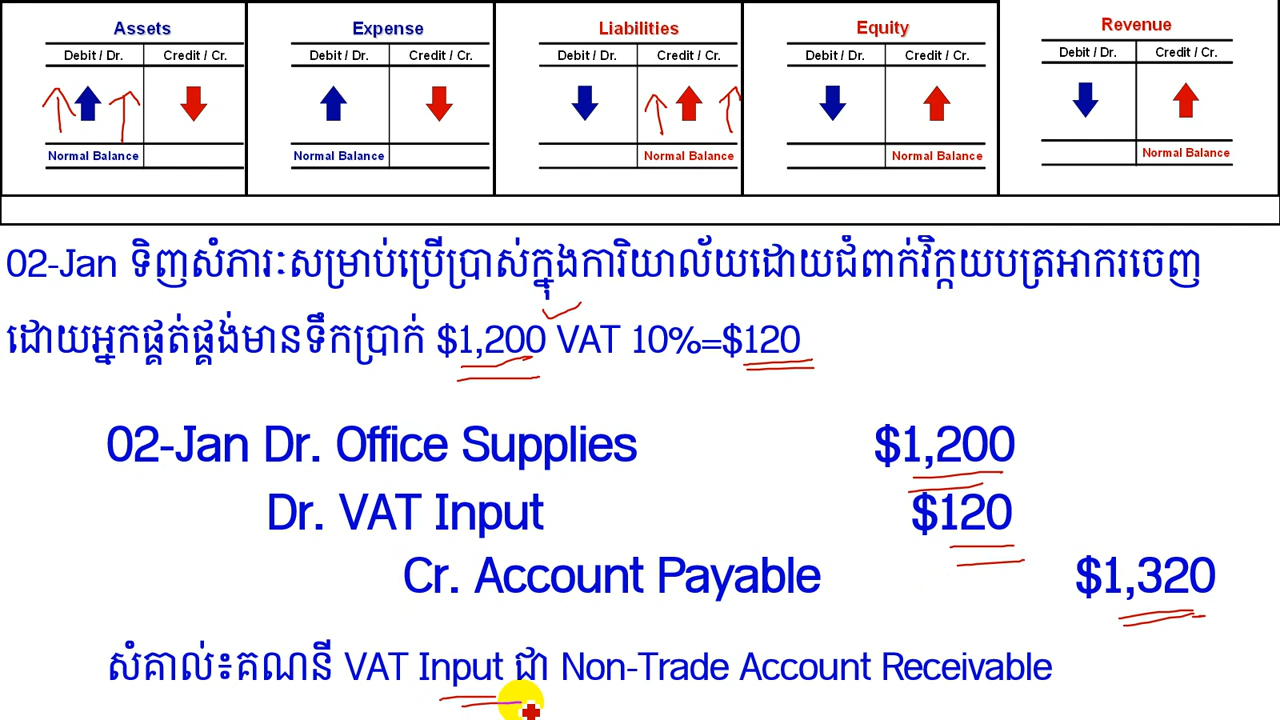 Assets Expense Liabilities Equity Revenue
Debit / Dr. Credit / Cr. Debit / Dr. Credit / Cr. Debit / Dr. Credit / Cr. Debit / Dr. Credit / Cr. Debit / Dr. Credit / Cr.
Normal Balance Normal Balance Normal Balance Normal Balance Normal Balance
02-Jan ទិញសំភារៈសម្រាប់ប្រើប្រាស់ក្នុងការិយាល័យដោយជំពាក់វិក្កយបត្រអាករចេញ
ដោយអ្នកផ្គត់ផ្គង់មានទឹកប្រាក់ $1,200 VAT 10%=$120
02-Jan Dr. Office Supplies $1,200
Dr. VAT Input $120
Cr. Account Payable $1,320
សំគាល់៖គណនី VAT Input ជា Non-Trade Account Receivable